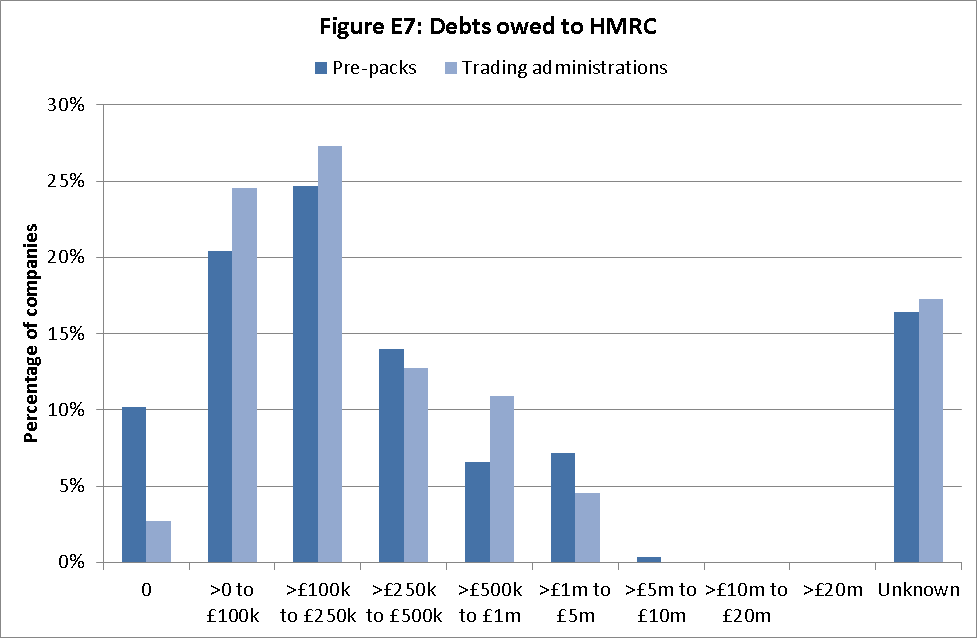 Figure E7: Debts owed to HMRC
Pre-packs Trading administrations
Percentage of companies
30%
25%
20%
15%
10%
5%
0%
0 >0 to >£100k >£250k >£500k >£1m to >£5m to >£10m to >£20m Unknown
£100k to £250k to £500k to £1m £5m £10m £20m